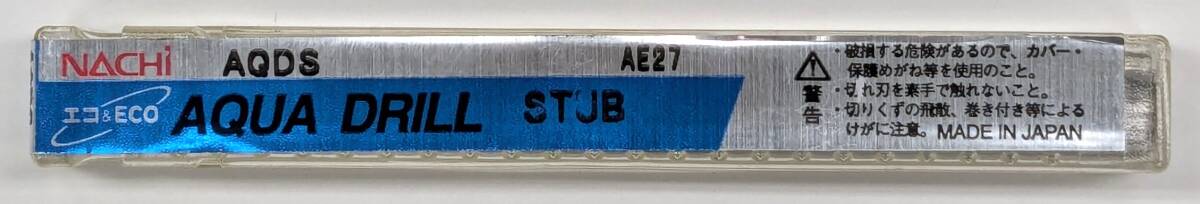 NACHi AQDS AE27
エコ&ECO AQUA DRILL STUB
⚠警告
・破損する危険があるので、カバー・
保護めがね等を使用のこと。
・切れ刃を素手で触れないこと。
・切りくずの飛散、巻き付き等による
けがに注意。 MADE IN JAPAN